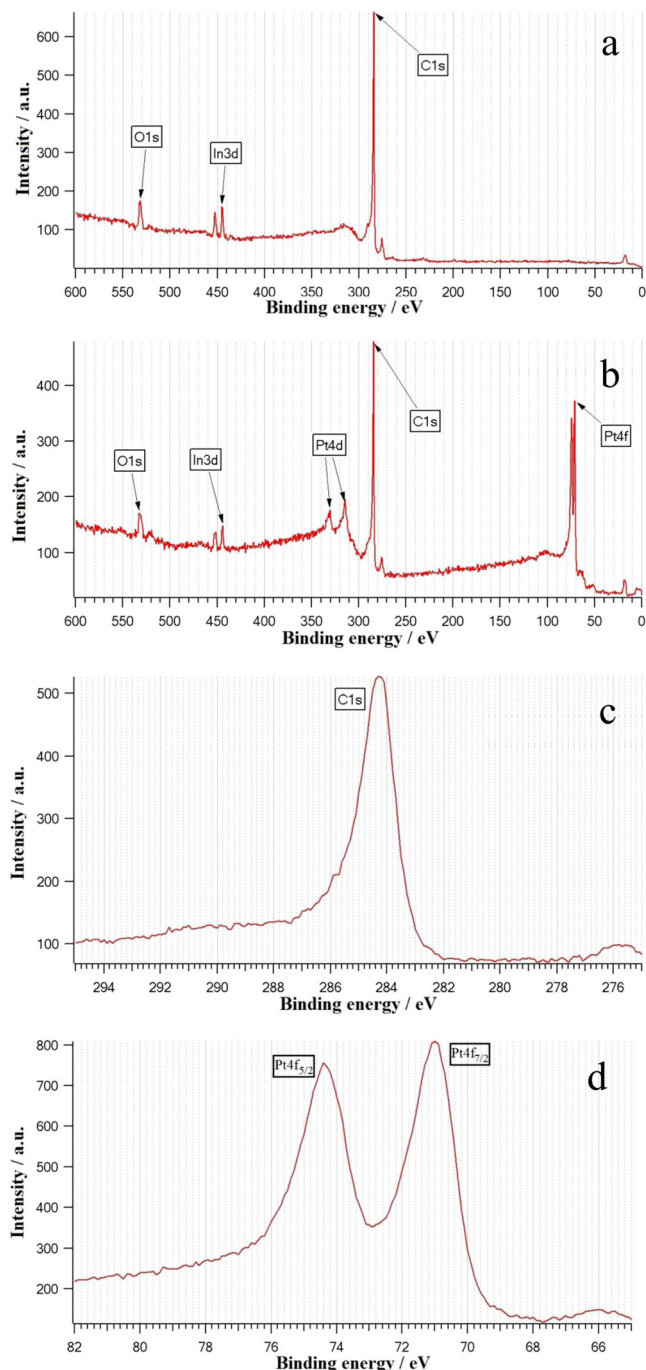 a
600
500
400
300
200
100
Intensity / a.u.
C1s
O1s
In3d
600 550 500 450 400 350 300 250 200 150 100 50 0
Binding energy / eV
b
400
300
200
100
Intensity / a.u.
C1s
Pt4f
Pt4d
O1s
In3d
600 550 500 450 400 350 300 250 200 150 100 50 0
Binding energy / eV
c
500
400
300
200
100
Intensity / a.u.
C1s
294 292 290 288 286 284 282 280 278 276
Binding energy / eV
d
800
700
600
500
400
300
200
Intensity / a.u.
Pt4f5/2
Pt4f7/2
82 80 78 76 74 72 70 68 66
Binding energy / eV